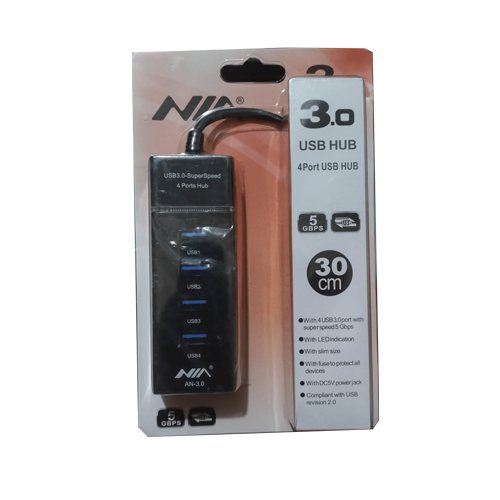 NIA®
3.0
USB HUB
4Port USB HUB
5
GBPS
30
cm
With 4 USB3.0port with
super speed 5 Gbps
With LED indication
With slim size
With fuse to protect all
devices
With DC5V power jack
Compliant with USB
revision 2.0
USB3.0-SuperSpeed
4 Ports Hub
USB1
USB2
USB3
USB4
NIA
AN-3.0
5
GBPS